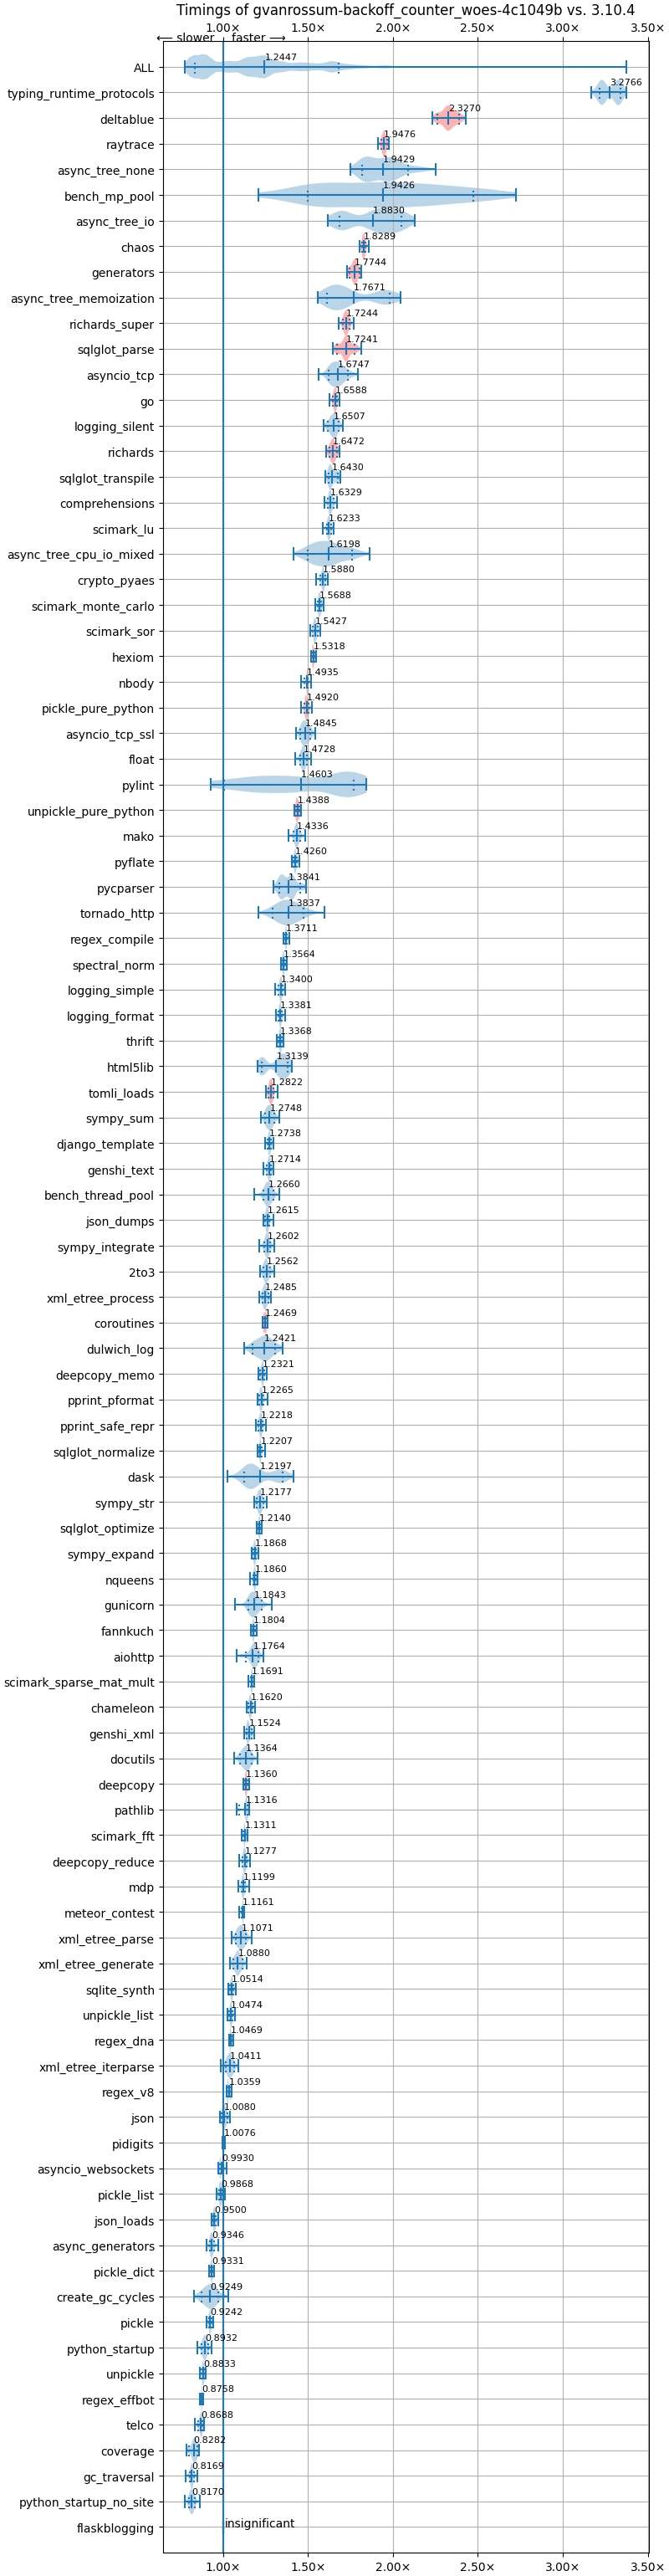 Timings of gvanrossum-backoff_counter_woes-4c1049b vs. 3.10.4
1.00× 1.50× 2.00× 2.50× 3.00× 3.50×
⟵ slower faster ⟶
ALL 1.2447
typing_runtime_protocols 3.2766
deltablue 2.3270
raytrace 1.9476
async_tree_none 1.9429
bench_mp_pool 1.9426
async_tree_io 1.8830
chaos 1.8289
generators 1.7744
async_tree_memoization 1.7671
richards_super 1.7244
sqlglot_parse 1.7241
asyncio_tcp 1.6747
go 1.6588
logging_silent 1.6507
richards 1.6472
sqlglot_transpile 1.6430
comprehensions 1.6329
scimark_lu 1.6233
async_tree_cpu_io_mixed 1.6198
crypto_pyaes 1.5880
scimark_monte_carlo 1.5688
scimark_sor 1.5427
hexiom 1.5318
nbody 1.4935
pickle_pure_python 1.4920
asyncio_tcp_ssl 1.4845
float 1.4728
pylint 1.4603
unpickle_pure_python 1.4388
mako 1.4336
pyflate 1.4260
pycparser 1.3841
tornado_http 1.3837
regex_compile 1.3711
spectral_norm 1.3564
logging_simple 1.3400
logging_format 1.3381
thrift 1.3368
html5lib 1.3139
tomli_loads 1.2822
sympy_sum 1.2748
django_template 1.2738
genshi_text 1.2714
bench_thread_pool 1.2660
json_dumps 1.2615
sympy_integrate 1.2602
2to3 1.2562
xml_etree_process 1.2485
coroutines 1.2469
dulwich_log 1.2421
deepcopy_memo 1.2321
pprint_pformat 1.2265
pprint_safe_repr 1.2218
sqlglot_normalize 1.2207
dask 1.2197
sympy_str 1.2177
sqlglot_optimize 1.2140
sympy_expand 1.1868
nqueens 1.1860
gunicorn 1.1843
fannkuch 1.1804
aiohttp 1.1764
scimark_sparse_mat_mult 1.1691
chameleon 1.1620
genshi_xml 1.1524
docutils 1.1364
deepcopy 1.1360
pathlib 1.1316
scimark_fft 1.1311
deepcopy_reduce 1.1277
mdp 1.1199
meteor_contest 1.1161
xml_etree_parse 1.1071
xml_etree_generate 1.0880
sqlite_synth 1.0514
unpickle_list 1.0474
regex_dna 1.0469
xml_etree_iterparse 1.0411
regex_v8 1.0359
json 1.0080
pidigits 1.0076
asyncio_websockets 0.9930
pickle_list 0.9868
json_loads 0.9500
async_generators 0.9346
pickle_dict 0.9331
create_gc_cycles 0.9249
pickle 0.9242
python_startup 0.8932
unpickle 0.8833
regex_effbot 0.8758
telco 0.8688
coverage 0.8282
gc_traversal 0.8169
python_startup_no_site 0.8170
flaskblogging insignificant
1.00× 1.50× 2.00× 2.50× 3.00× 3.50×